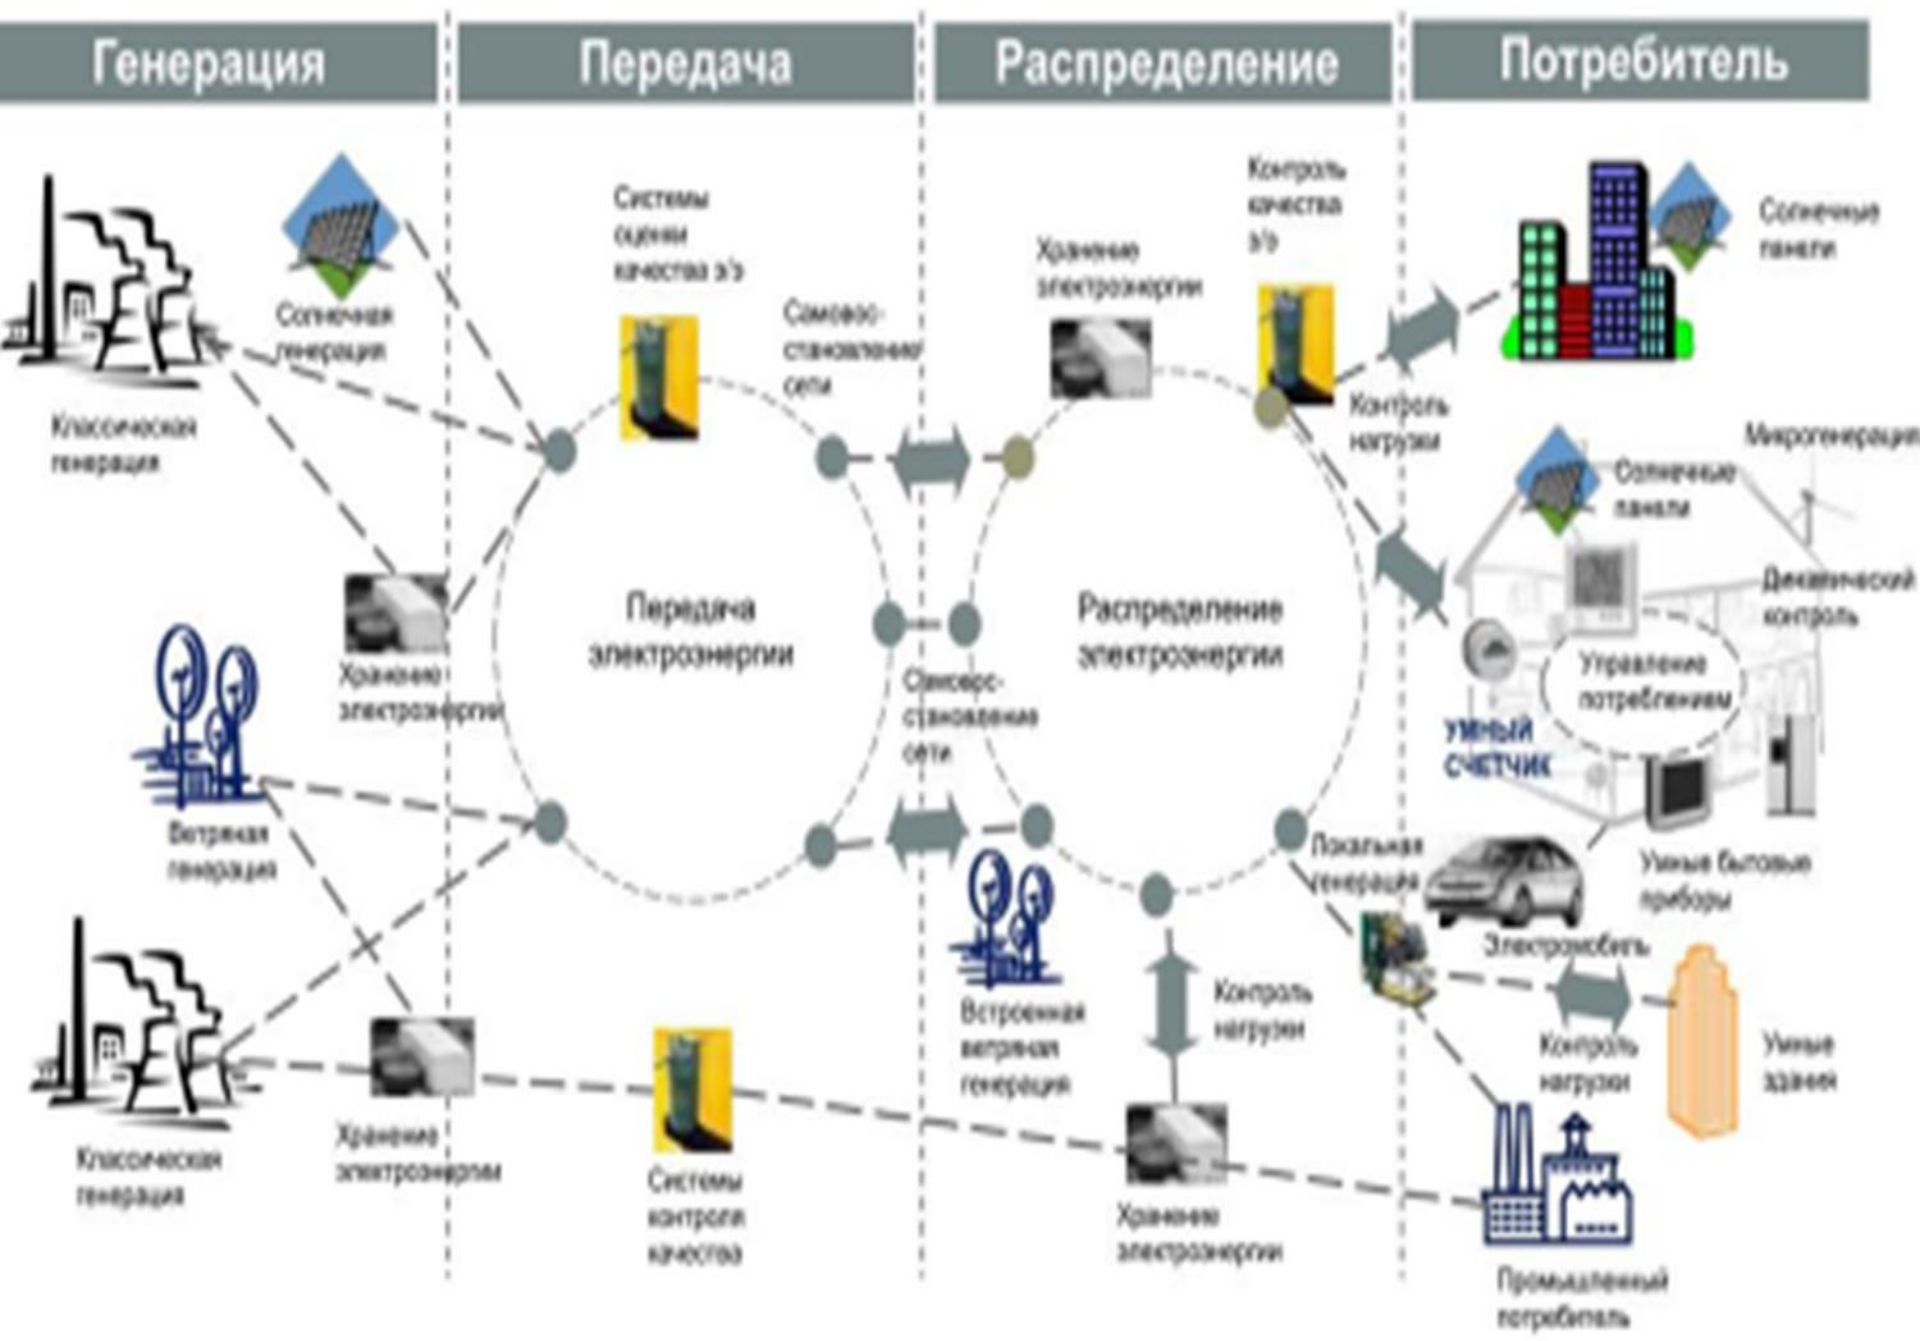 Генерация
Передача
Распределение
Потребитель
Солнечная
генерация
Классическая
генерация
Хранение
электроэнергии
Ветряная
генерация
Классическая
генерация
Хранение
электроэнергии
Системы
оценки
качества э/э
Самовос-
становление
сети
Передача
электроэнергии
Самовос-
становление
сети
Системы
контроля
качества
Хранение
электроэнергии
Контроль
качества
э/э
Контроль
нагрузки
Распределение
электроэнергии
Встроенная
ветряная
генерация
Контроль
нагрузки
Локальная
генерация
Хранение
электроэнергии
Солнечные
панели
Микрогенерация
Солнечные
панели
Динамический
контроль
Управление
потреблением
УМНЫЙ
СЧЕТЧИК
Умные бытовые
приборы
Электромобиль
Контроль
нагрузки
Умные
здания
Промышленный
потребитель